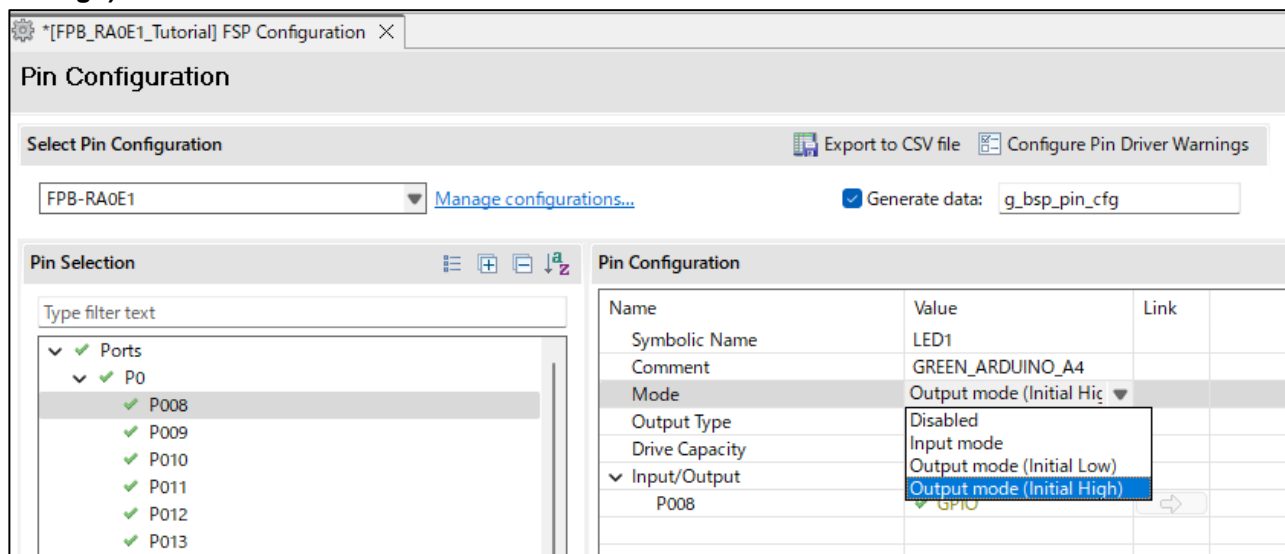 *[FPB_RA0E1_Tutorial] FSP Configuration
Pin Configuration
Select Pin Configuration
Export to CSV file
Configure Pin Driver Warnings
FPB-RA0E1
Manage configurations...
Generate data:
g_bsp_pin_cfg
Pin Selection
Pin Configuration
Type filter text
Ports
P0
P008
P009
P010
P011
P012
P013
Name Value Link
Symbolic Name LED1
Comment GREEN_ARDUINO_A4
Mode Output mode (Initial Hig
Output Type
Drive Capacity
Input/Output
P008 GPIO
Disabled
Input mode
Output mode (Initial Low)
Output mode (Initial High)